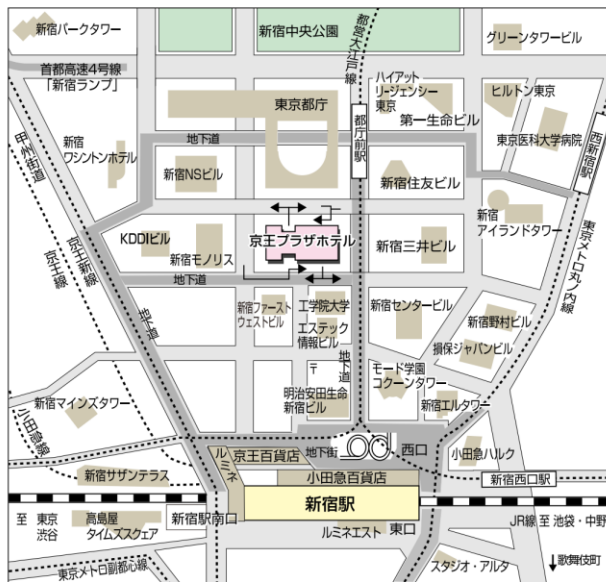 新宿パークタワー
新宿中央公園
都営大江戸線
グリーンタワービル
首都高速4号線
「新宿ランプ」
ハイアット
リージェンシー
東京
ヒルトン東京
東京都庁
第一生命ビル
甲州街道
新宿
ワシントンホテル
地下道
都庁前駅
東京医科大学病院
西新宿駅
新宿NSビル
新宿住友ビル
新宿
アイランドタワー
KDDIビル
新宿モノリス
京王プラザホテル
新宿三井ビル
京王新線
京王線
地下道
東京メトロ丸ノ内線
新宿ファースト
ウェストビル
工学院大学
エステック
情報ビル
新宿センタービル
新宿野村ビル
損保ジャパンビル
地下道
地下道
〒
モード学園
コクーンタワー
新宿マインズタワー
明治安田生命
新宿ビル
新宿エルタワー
小田急線
ルミネ
京王百貨店
地下街
西口
小田急ハルク
新宿サザンテラス
小田急百貨店
新宿西口駅
新宿駅
至 東京
渋谷
高島屋
タイムズスクェア
新宿駅南口
ルミネエスト
東口
JR線 至 池袋・中野
東京メトロ副都心線
スタジオ・アルタ
↓歌舞伎町